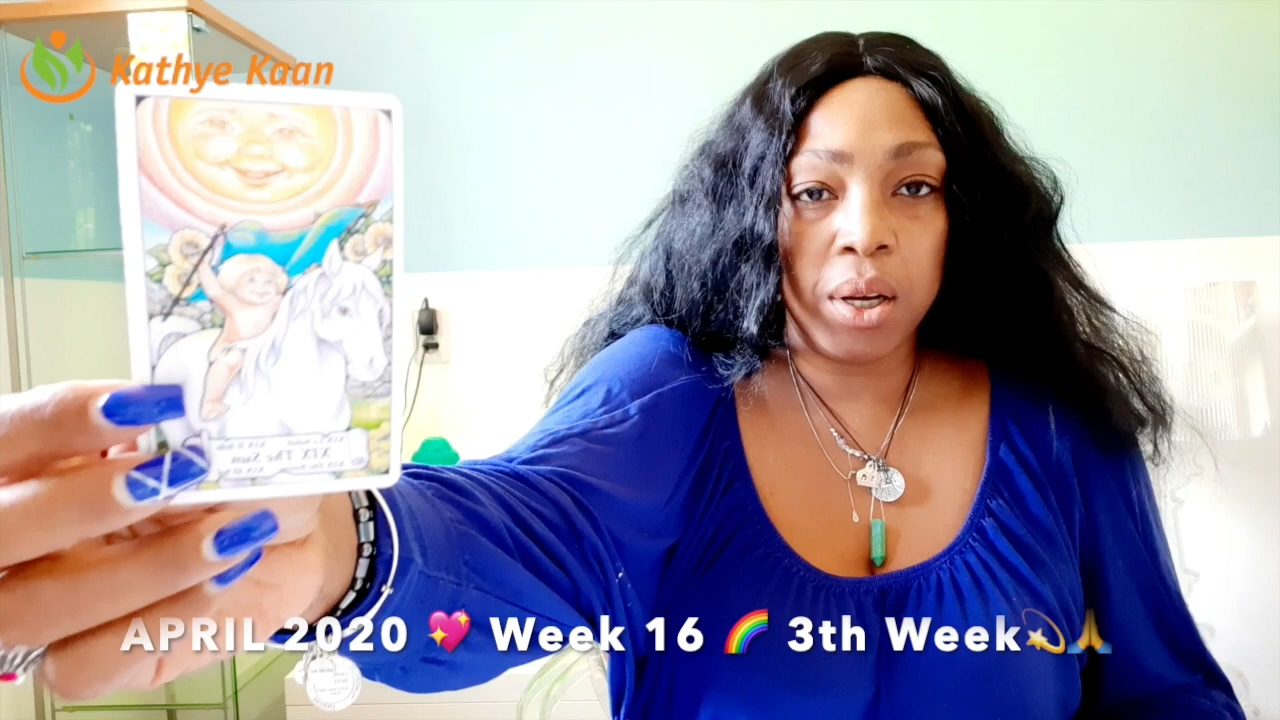 Kathye Kaan
XIX The Sun
APRIL 2020 💖 Week 16 🌈 3th Week💫🙏